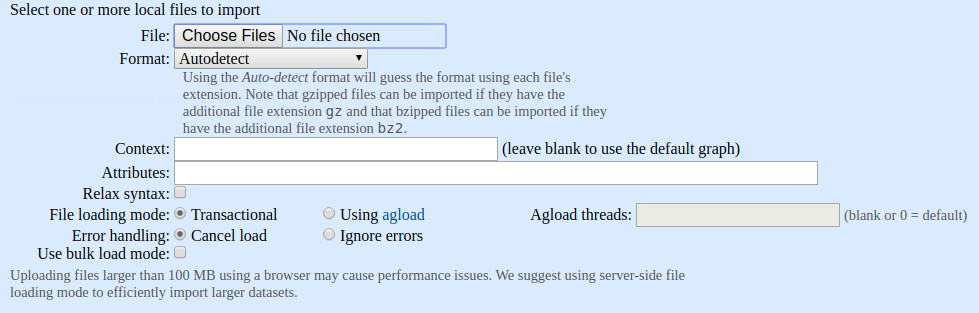 Select one or more local files to import
File: Choose Files No file chosen
Format: Autodetect
Using the Auto-detect format will guess the format using each file's
extension. Note that gzipped files can be imported if they have the
additional file extension gz and that bzipped files can be imported if they
have the additional file extension bz2.
Context: (leave blank to use the default graph)
Attributes:
Relax syntax:
File loading mode: Transactional Using agload Agload threads: (blank or 0 = default)
Error handling: Cancel load Ignore errors
Use bulk load mode:
Uploading files larger than 100 MB using a browser may cause performance issues. We suggest using server-side file
loading mode to efficiently import larger datasets.